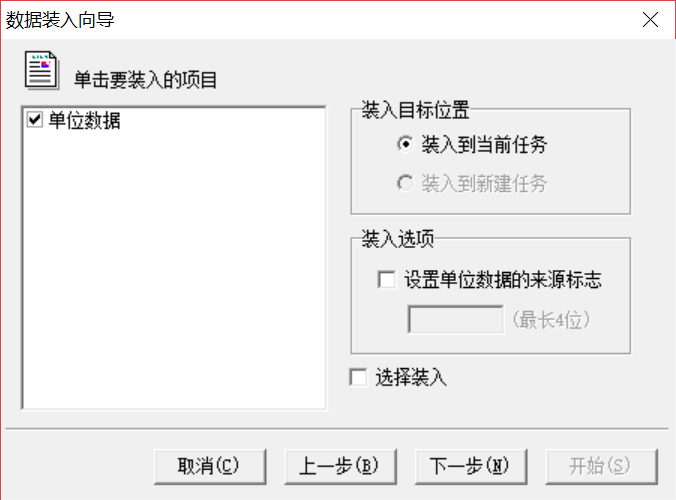 数据装入向导
单击要装入的项目
单位数据
装入目标位置
装入到当前任务
装入到新建任务
装入选项
设置单位数据的来源标志
(最长4位)
选择装入
取消(C) 上一步(B) 下一步(N) 开始(S)